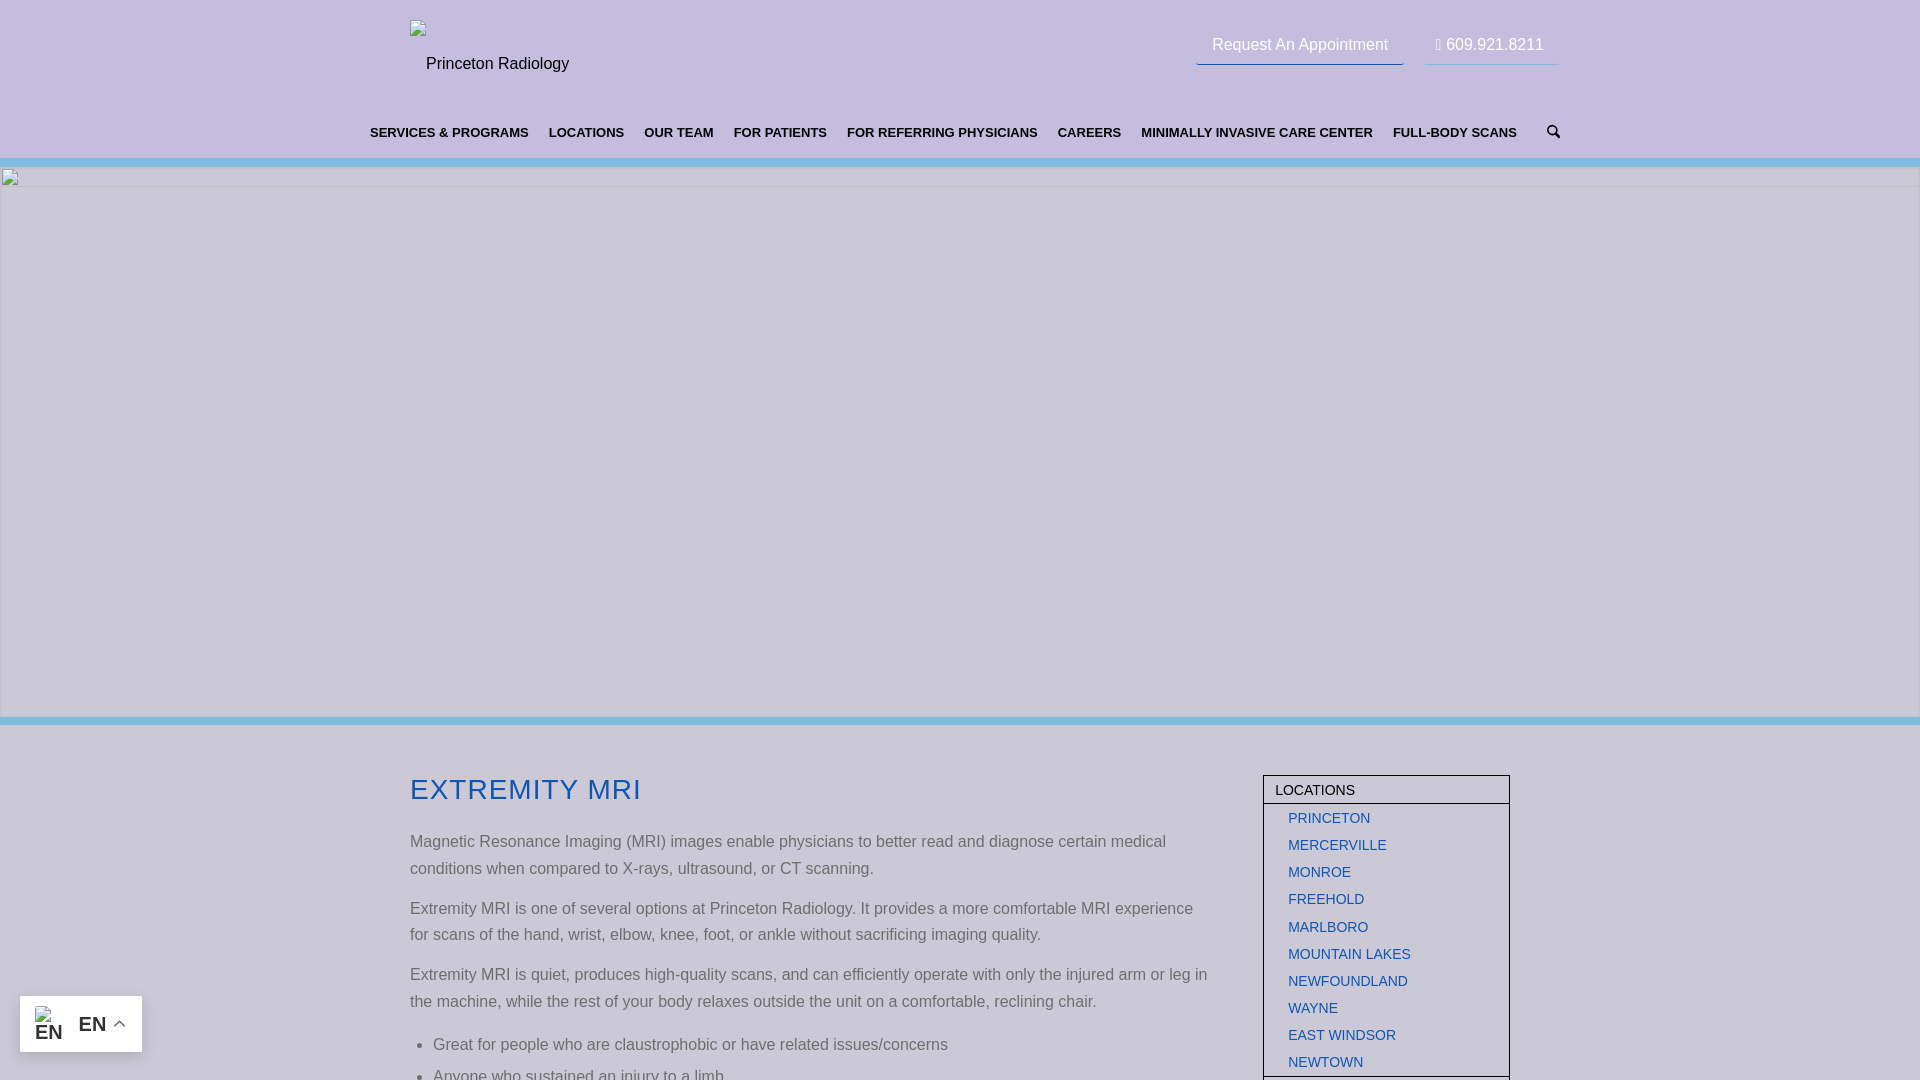 Princeton Radiology
Request An Appointment
609.921.8211
SERVICES & PROGRAMS LOCATIONS OUR TEAM FOR PATIENTS FOR REFERRING PHYSICIANS CAREERS MINIMALLY INVASIVE CARE CENTER FULL-BODY SCANS
EXTREMITY MRI
Magnetic Resonance Imaging (MRI) images enable physicians to better read and diagnose certain medical
conditions when compared to X-rays, ultrasound, or CT scanning.
Extremity MRI is one of several options at Princeton Radiology. It provides a more comfortable MRI experience
for scans of the hand, wrist, elbow, knee, foot, or ankle without sacrificing imaging quality.
Extremity MRI is quiet, produces high-quality scans, and can efficiently operate with only the injured arm or leg in
the machine, while the rest of your body relaxes outside the unit on a comfortable, reclining chair.
• Great for people who are claustrophobic or have related issues/concerns
• Anyone who sustained an injury to a limb
LOCATIONS
PRINCETON
MERCERVILLE
MONROE
FREEHOLD
MARLBORO
MOUNTAIN LAKES
NEWFOUNDLAND
WAYNE
EAST WINDSOR
NEWTOWN
EN EN